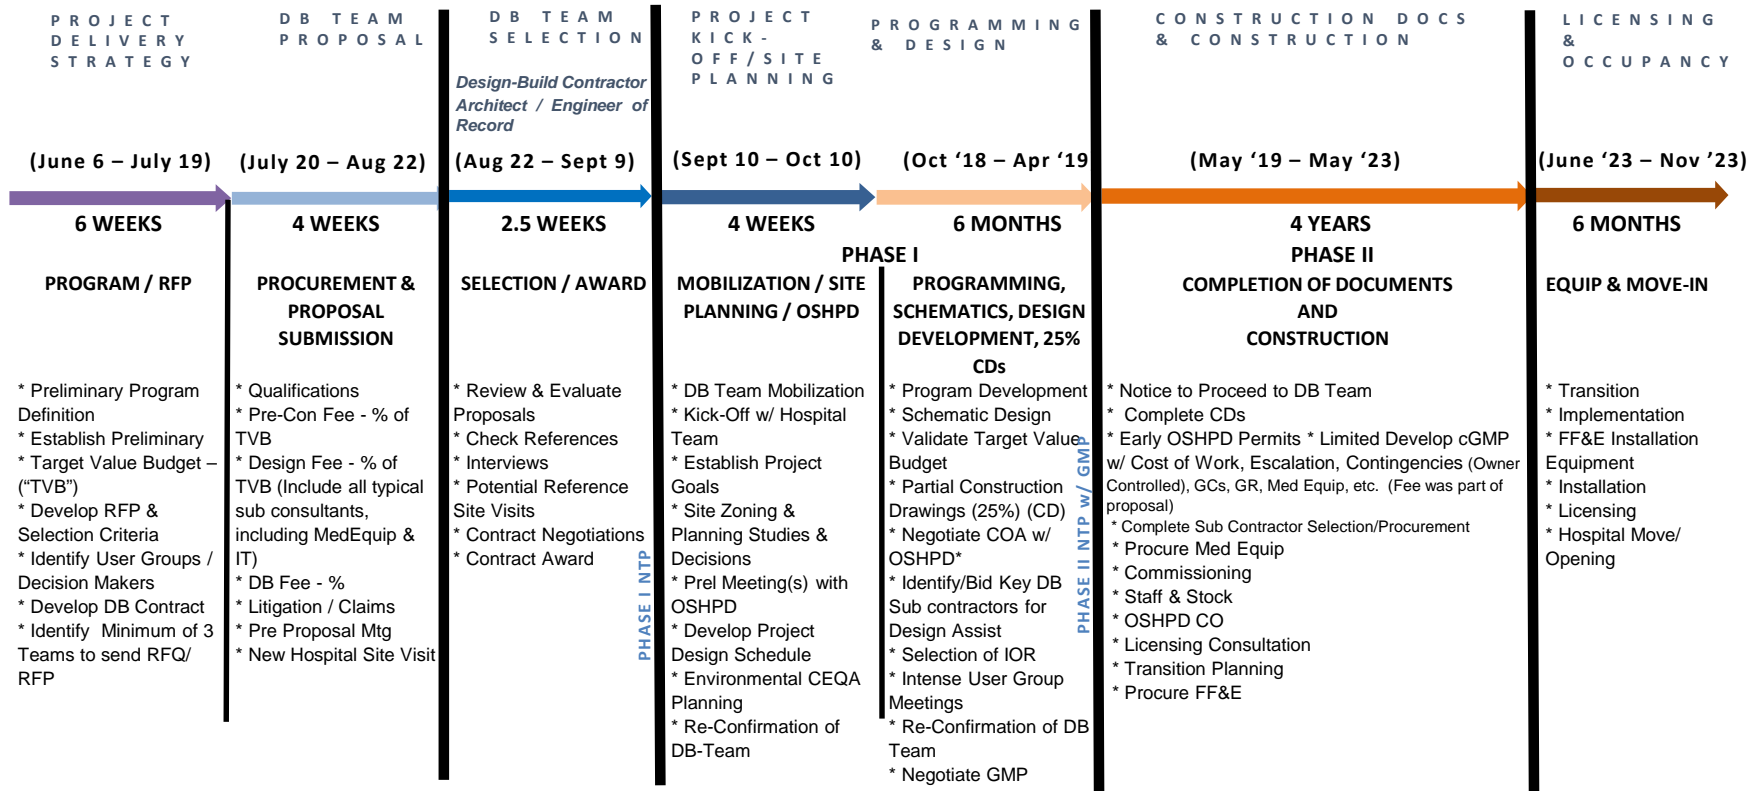 PROJECT
DELIVERY
STRATEGY
DB TEAM
PROPOSAL
DB TEAM
SELECTION
Design-Build Contractor
Architect / Engineer of
Record
PROJECT
KICK-
OFF/SITE
PLANNING
PROGRAMMING
& DESIGN
CONSTRUCTION DOCS
& CONSTRUCTION
LICENSING
&
OCCUPANCY
(June 6 – July 19)
(July 20 – Aug 22)
(Aug 22 – Sept 9)
(Sept 10 – Oct 10)
(Oct ‘18 – Apr ‘19
(May ‘19 – May ‘23)
(June ‘23 – Nov ’23)
6 WEEKS
4 WEEKS
2.5 WEEKS
4 WEEKS
6 MONTHS
4 YEARS
6 MONTHS
PHASE I
PHASE II
PROGRAM / RFP
PROCUREMENT &
PROPOSAL
SUBMISSION
SELECTION / AWARD
MOBILIZATION / SITE
PLANNING / OSHPD
PROGRAMMING,
SCHEMATICS, DESIGN
DEVELOPMENT, 25%
CDs
COMPLETION OF DOCUMENTS
AND
CONSTRUCTION
EQUIP & MOVE-IN
* Preliminary Program
Definition
* Establish Preliminary
* Target Value Budget –
(“TVB”)
* Develop RFP &
Selection Criteria
* Identify User Groups /
Decision Makers
* Develop DB Contract
* Identify Minimum of 3
Teams to send RFQ/
RFP
* Qualifications
* Pre-Con Fee - % of
TVB
* Design Fee - % of
TVB (Include all typical
sub consultants,
including MedEquip &
IT)
* DB Fee - %
* Litigation / Claims
* Pre Proposal Mtg
* New Hospital Site Visit
* Review & Evaluate
Proposals
* Check References
* Interviews
* Potential Reference
Site Visits
* Contract Negotiations
* Contract Award
PHASE I NTP
* DB Team Mobilization
* Kick-Off w/ Hospital
Team
* Establish Project
Goals
* Site Zoning &
Planning Studies &
Decisions
* Prel Meeting(s) with
OSHPD
* Develop Project
Design Schedule
* Environmental CEQA
Planning
* Re-Confirmation of
DB-Team
* Program Development
* Schematic Design
* Validate Target Value
Budget
* Partial Construction
Drawings (25%) (CD)
* Negotiate COA w/
OSHPD*
* Identify/Bid Key DB
Sub contractors for
Design Assist
* Selection of IOR
* Intense User Group
Meetings
* Re-Confirmation of DB
Team
* Negotiate GMP
PHASE II NTP w/ GMP
* Notice to Proceed to DB Team
* Complete CDs
* Early OSHPD Permits * Limited Develop cGMP
w/ Cost of Work, Escalation, Contingencies (Owner
Controlled), GCs, GR, Med Equip, etc. (Fee was part of
proposal)
* Complete Sub Contractor Selection/Procurement
* Procure Med Equip
* Commissioning
* Staff & Stock
* OSHPD CO
* Licensing Consultation
* Transition Planning
* Procure FF&E
* Transition
* Implementation
* FF&E Installation
Equipment
* Installation
* Licensing
* Hospital Move/
Opening